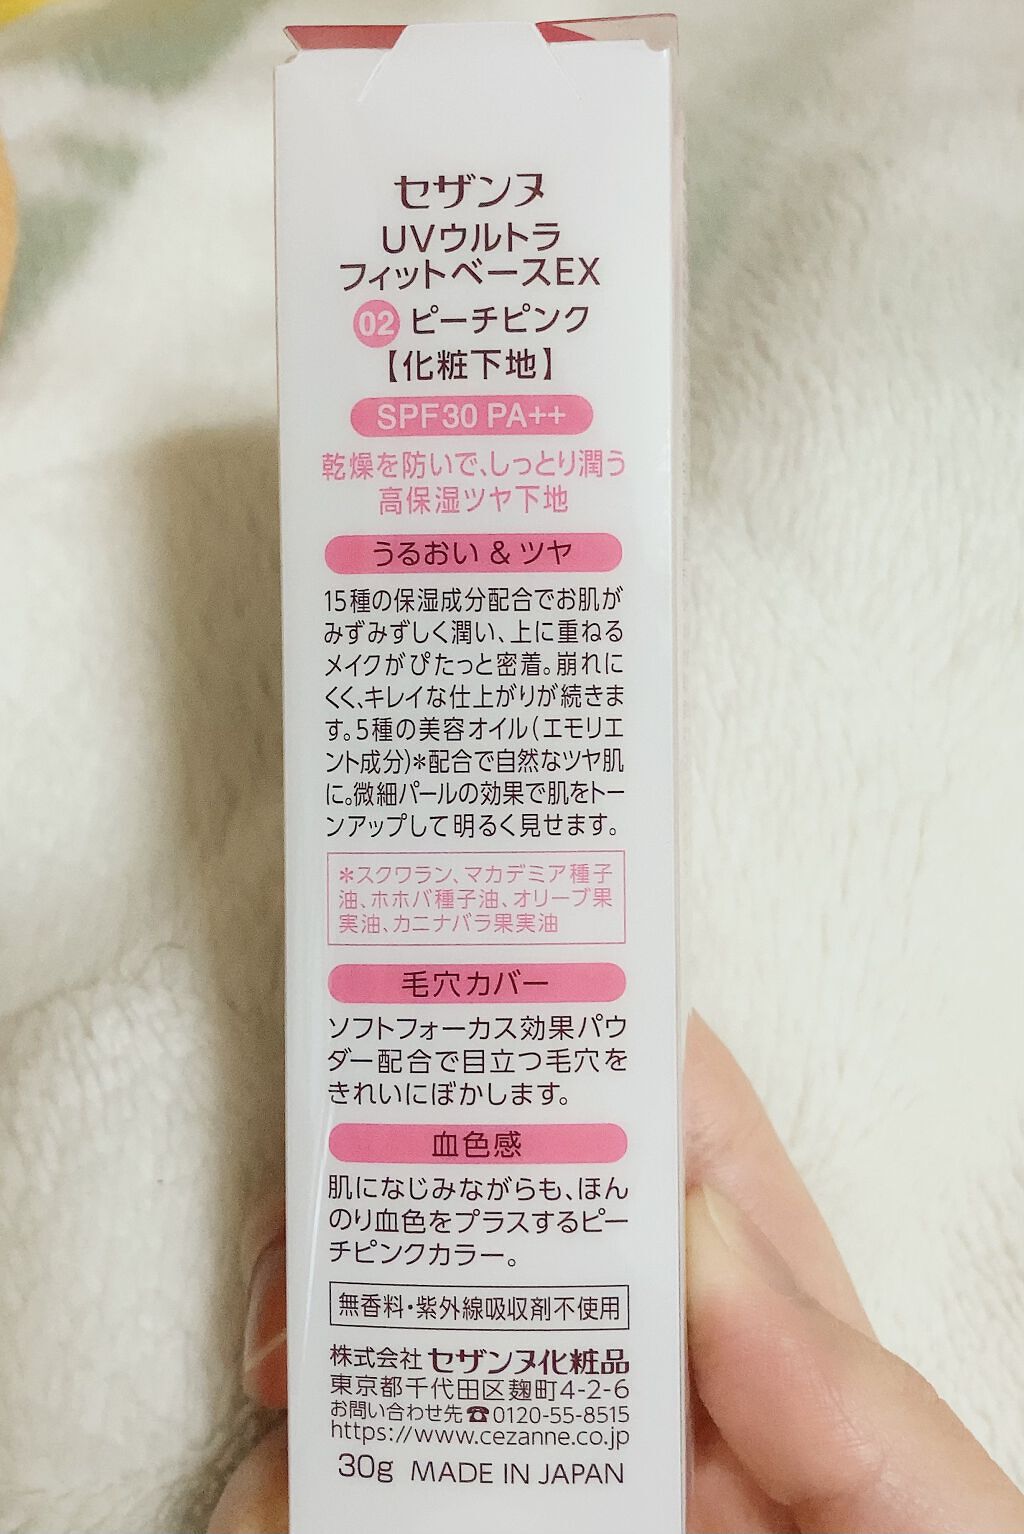 セザンヌ
UVウルトラ
フィットベースEX
02 ピーチピンク
【化粧下地】
SPF30 PA++
乾燥を防いで、しっとり潤う
高保湿ツヤ下地
うるおい & ツヤ
15種の保湿成分配合でお肌が
みずみずしく潤い、上に重ねる
メイクがぴたっと密着。崩れに
くく、キレイな仕上がりが続きま
す。5種の美容オイル(エモリエ
ント成分)*配合で自然なツヤ肌
に。微細パールの効果で肌をトー
ンアップして明るく見せます。
*スクワラン、マカデミア種子
油、ホホバ種子油、オリーブ果
実油、カニナバラ果実油
毛穴カバー
ソフトフォーカス効果パウ
ダー配合で目立つ毛穴を
きれいにぼかします。
血色感
肌になじみながらも、ほん
のり血色をプラスするピー
チピンクカラー。
無香料・紫外線吸収剤不使用
株式会社 セザンヌ化粧品
東京都千代田区麹町4-2-6
お問い合わせ先☎0120-55-8515
https://www.cezanne.co.jp
30g MADE IN JAPAN